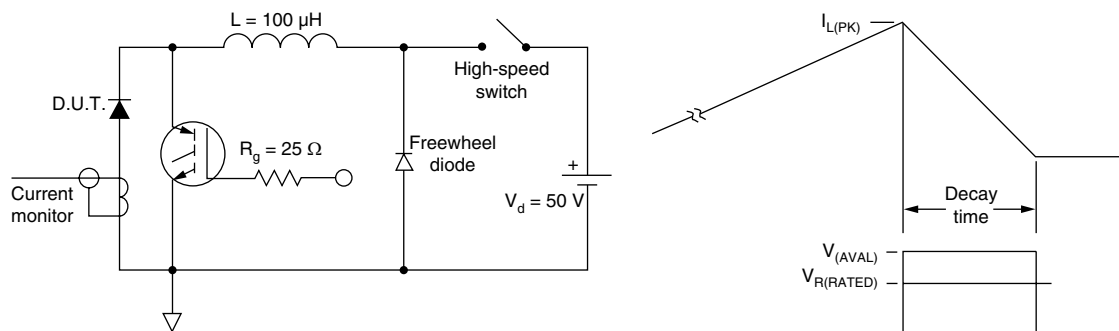 L = 100 µH
D.U.T.
High-speed
switch
R_g = 25 Ω
Freewheel
diode
Current
monitor
+
V_d = 50 V
I_L(PK)
Decay
time
V_(AVAL)
V_R(RATED)